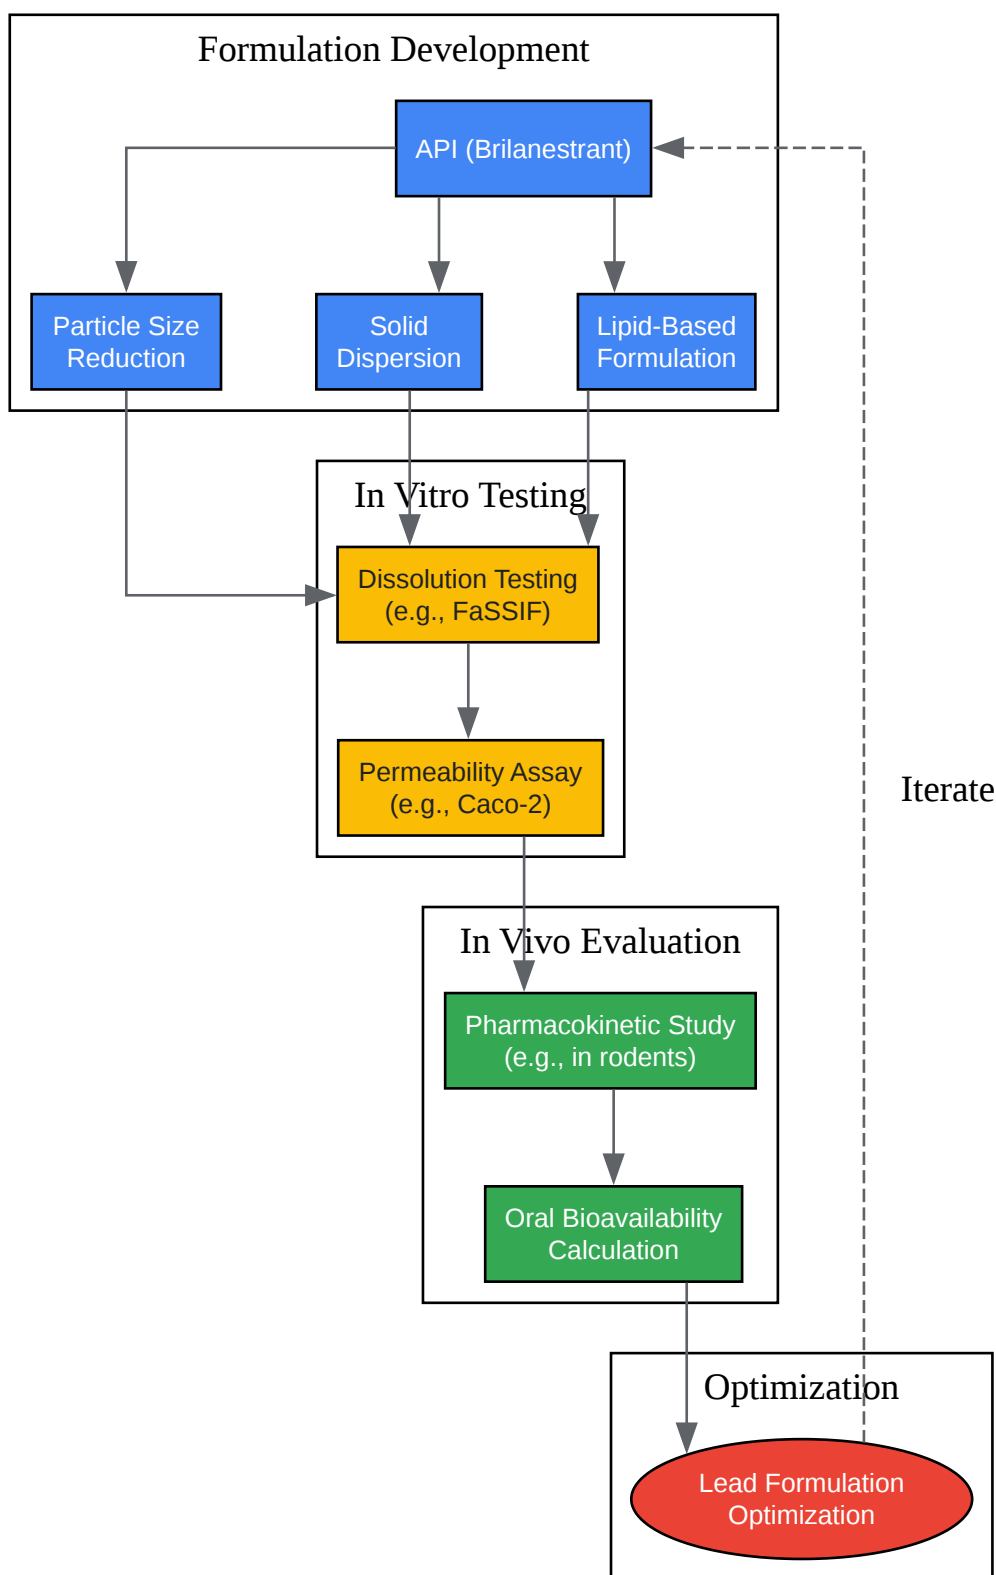 Formulation Development
API (Brilanestrant)
Particle Size
Reduction
Solid
Dispersion
Lipid-Based
Formulation
In Vitro Testing
Dissolution Testing
(e.g., FaSSIF)
Permeability Assay
(e.g., Caco-2)
Iterate
In Vivo Evaluation
Pharmacokinetic Study
(e.g., in rodents)
Oral Bioavailability
Calculation
Optimization
Lead Formulation
Optimization